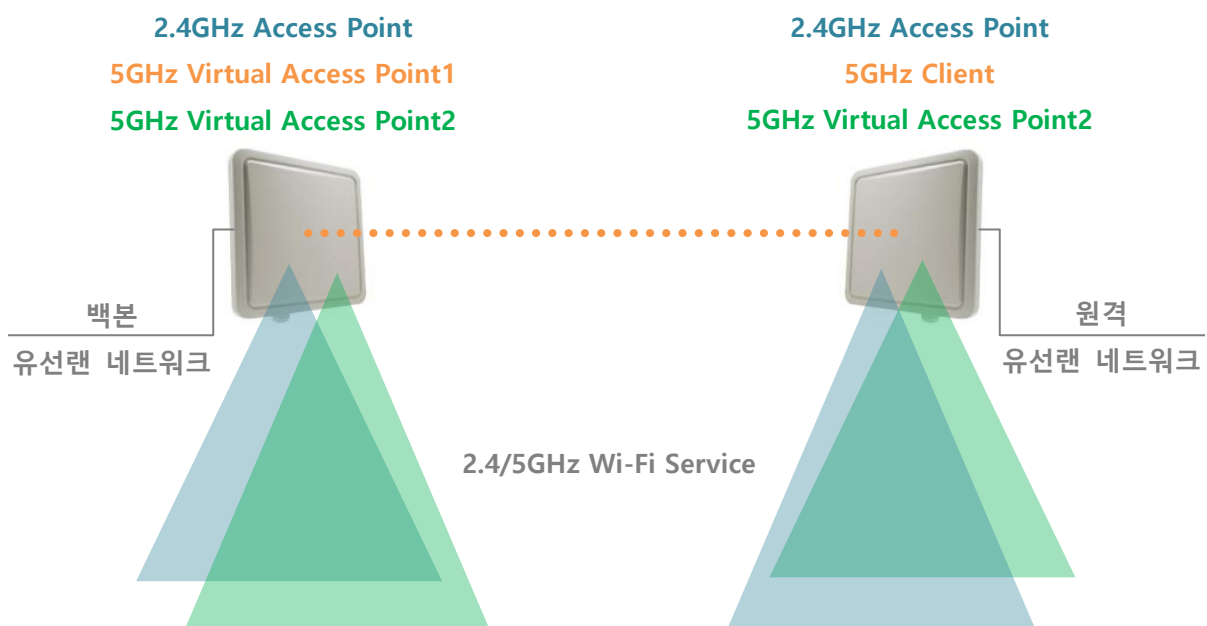 2.4GHz Access Point
5GHz Virtual Access Point1
5GHz Virtual Access Point2
2.4GHz Access Point
5GHz Client
5GHz Virtual Access Point2
백본
유선랜 네트워크
원격
유선랜 네트워크
2.4/5GHz Wi-Fi Service